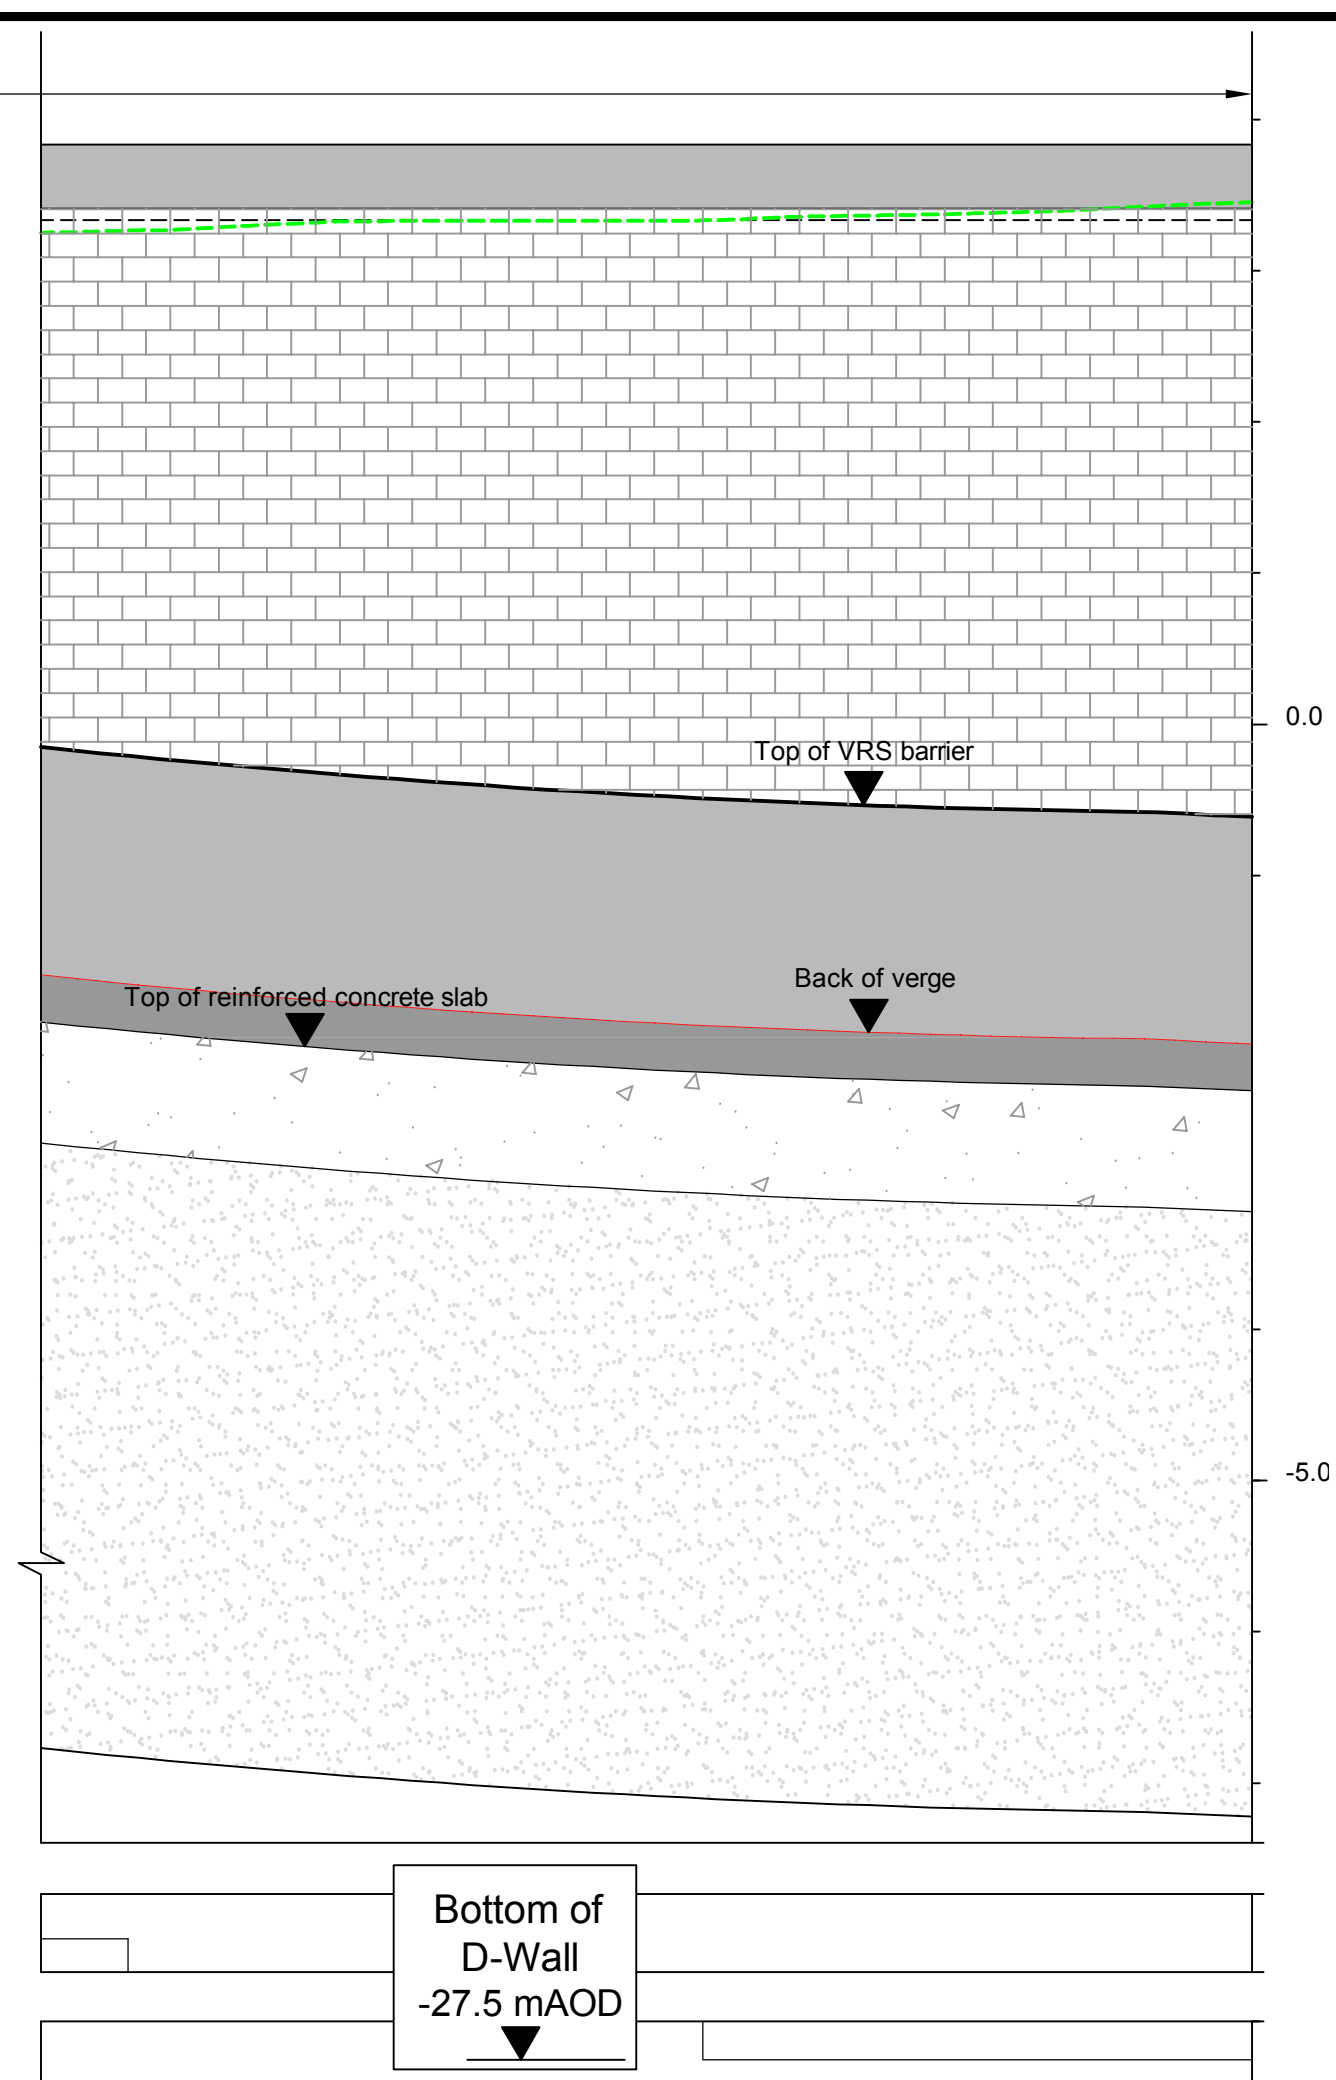 0.0
Top of VRS barrier
Back of verge
Top of reinforced concrete slab
-5.0
Bottom of
D-Wall
-27.5 mAOD